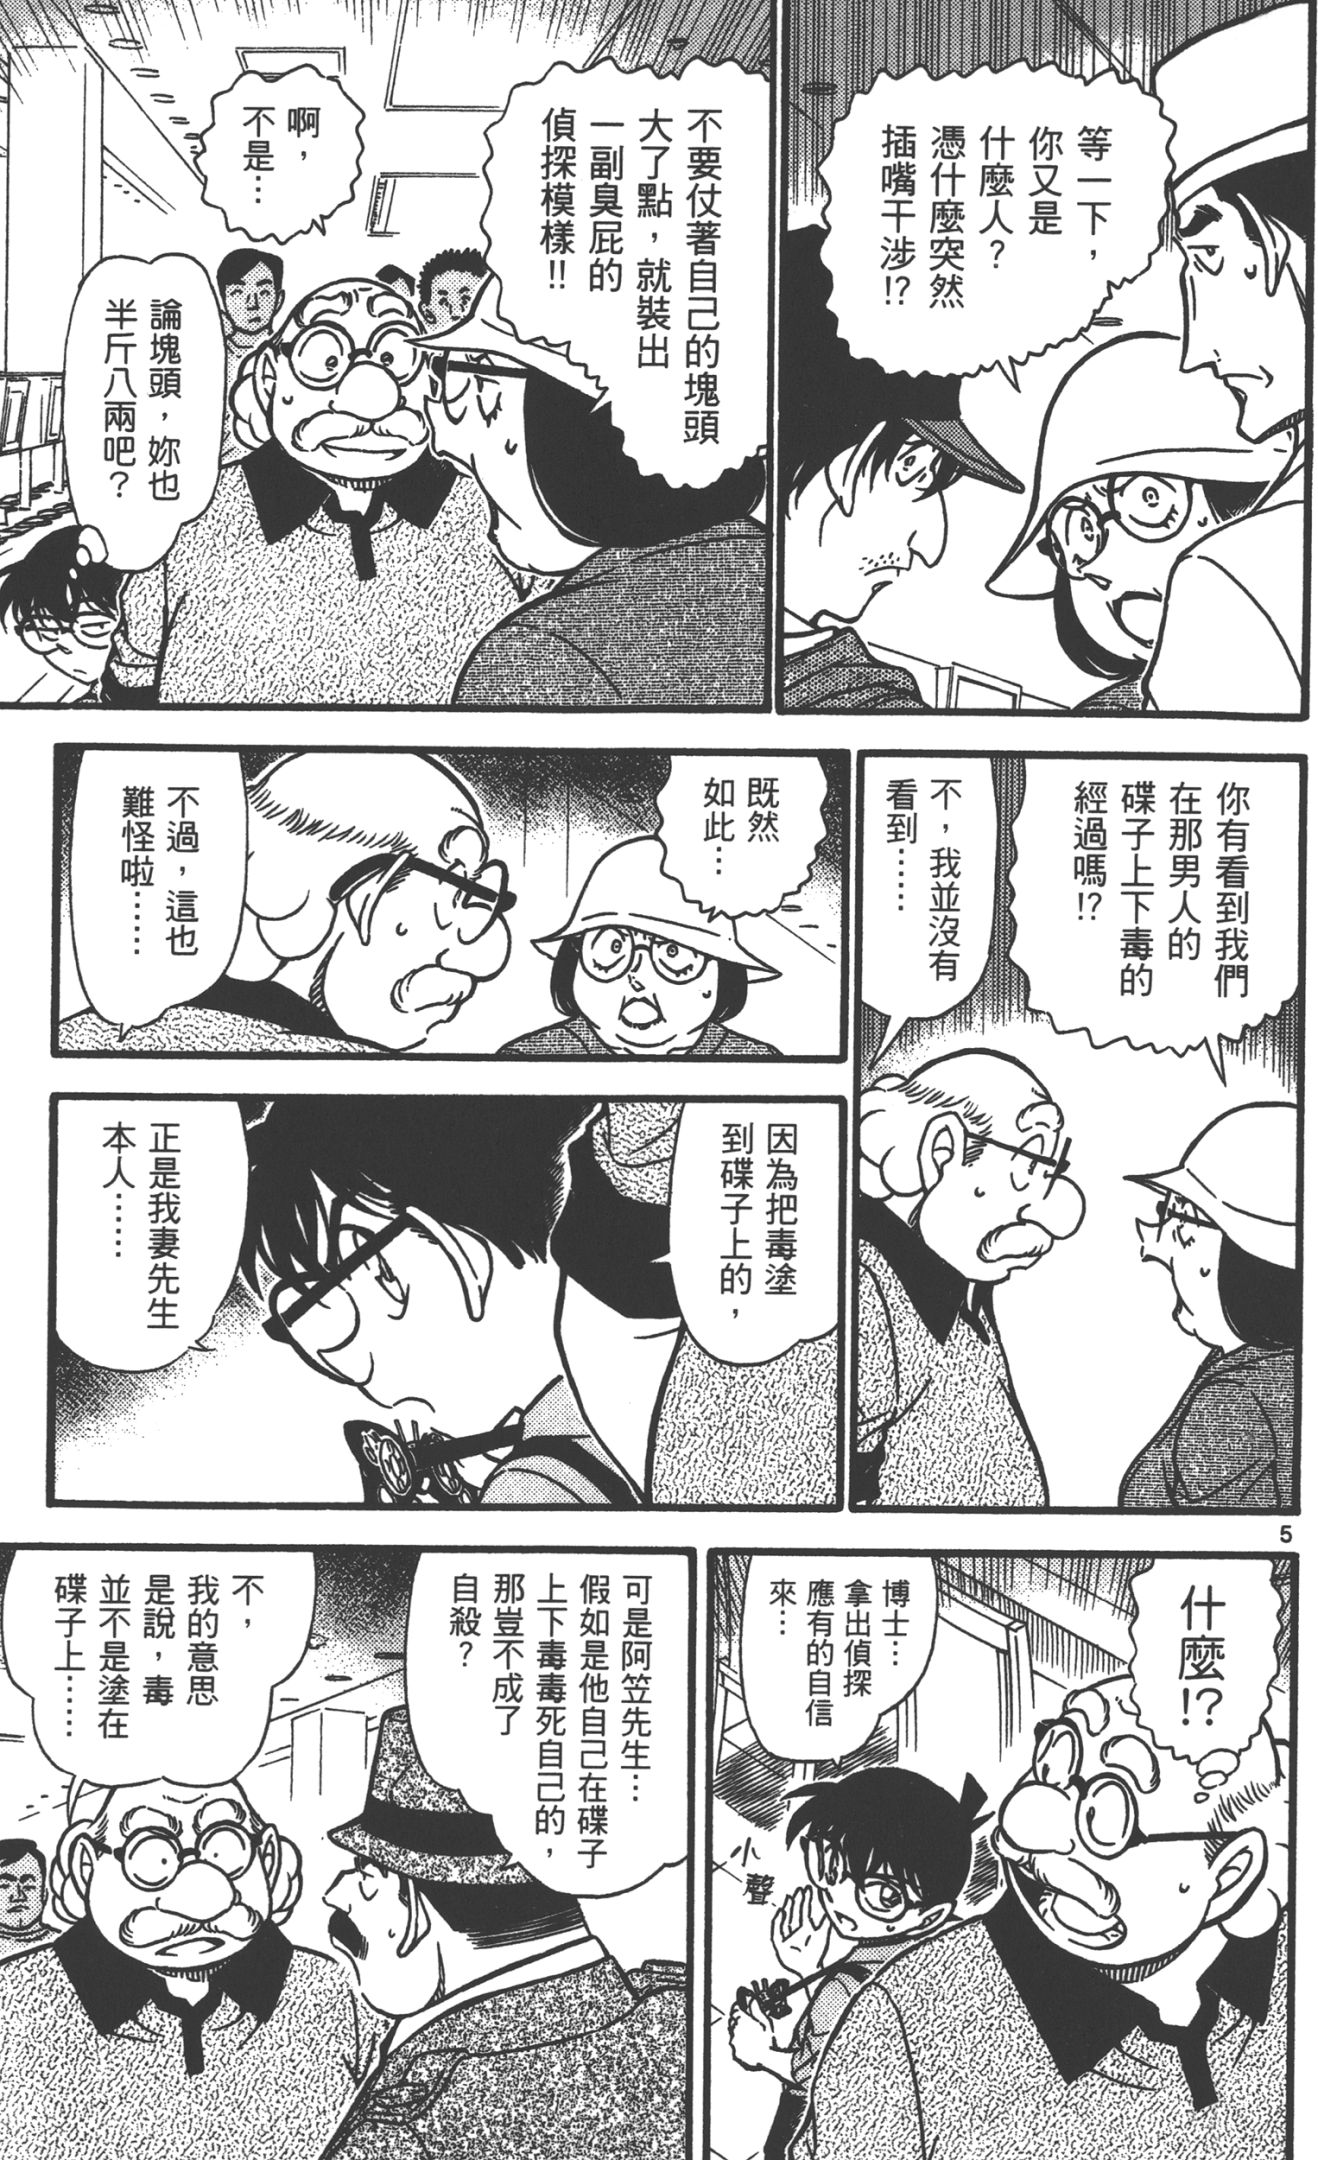 等一下，
你又是
什麼人？
憑什麼突然
插嘴干涉!?
不要仗著自己的塊頭
大了點，就裝出
一副臭屁的
偵探模樣!!
啊，
不是…
論塊頭，妳也
半斤八兩吧？
你有看到我們
在那男人的
碟子上下毒的
經過嗎!?
不，我並沒有
看到……
既然
如此…
不過，這也
難怪啦……
因為把毒塗
到碟子上的，
正是我妻先生
本人……
5
什麼!?
博士…
拿出偵探
應有的自信
來…
小聲
可是阿笠先生…
假如是他自己在碟子
上下毒毒死自己的，
那豈不成了
自殺？
不，
我的意思
是說，毒
並不是塗在
碟子上……